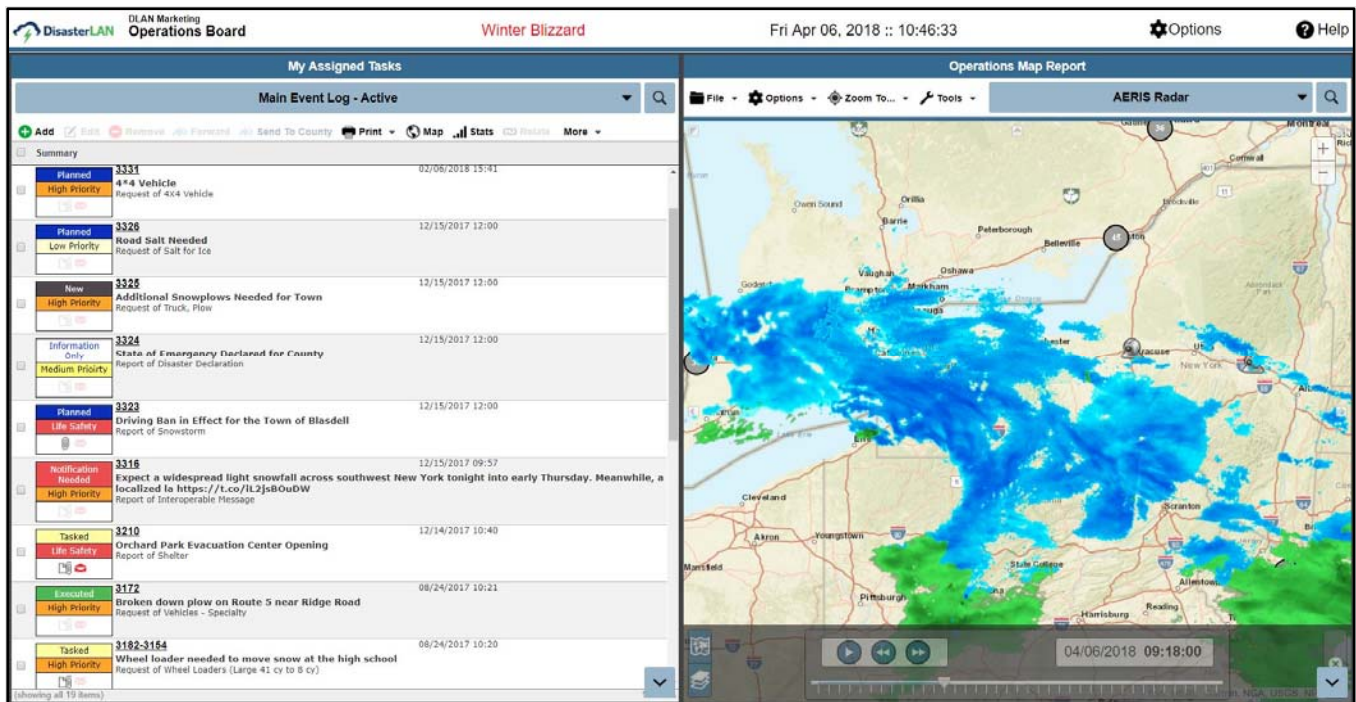 DisasterLAN
DLAN Marketing
Operations Board
Winter Blizzard
Fri Apr 06, 2018 :: 10:46:33
Options
Help
My Assigned Tasks
Main Event Log - Active
Add Edit Remove Forward Send To County Print Map Stats Relate More
Summary
Planned
High Priority
3331
02/06/2018 15:41
4*4 Vehicle
Request of 4X4 Vehicle
Planned
Low Priority
3326
12/15/2017 12:00
Road Salt Needed
Request of Salt for Ice
New
High Priority
3325
12/15/2017 12:00
Additional Snowplows Needed for Town
Request of Truck, Plow
Information
Only
Medium Prioirty
3324
12/15/2017 12:00
State of Emergency Declared for County
Report of Disaster Declaration
Planned
Life Safety
3323
12/15/2017 12:00
Driving Ban in Effect for the Town of Blasdell
Report of Snowstorm
Notification
Needed
High Priority
3316
12/15/2017 09:57
Expect a widespread light snowfall across southwest New York tonight into early Thursday. Meanwhile, a
localized la https://t.co/iL2jsBOuDW
Report of Interoperable Message
Tasked
Life Safety
3210
12/14/2017 10:40
Orchard Park Evacuation Center Opening
Report of Shelter
Executed
High Priority
3172
08/24/2017 10:21
Broken down plow on Route 5 near Ridge Road
Request of Vehicles - Specialty
Tasked
High Priority
3182-3154
08/24/2017 10:20
Wheel loader needed to move snow at the high school
Request of Wheel Loaders (Large 41 cy to 8 cy)
(showing all 19 items)
Operations Map Report
File Options Zoom To... Tools
AERIS Radar
Montreal
Cornwall
401
11
Brockville
Owen Sound
Orillia
Barrie
Peterborough
Belleville
45
Vaughan
Oshawa
Brampton
Markham
Syracuse
New York
Cleveland
Akron
Youngstown
Mansfield
Scranton
State College
Allentown
Pittsburgh
Harrisburg
Reading
04/06/2018 09:18:00